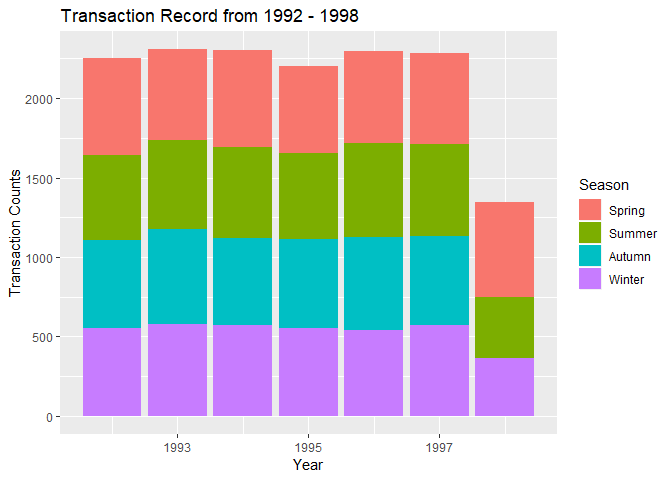 Transaction Record from 1992 - 1998
Transaction Counts
2000
1500
1000
500
0
1993 1995 1997
Year
Season
Spring
Summer
Autumn
Winter